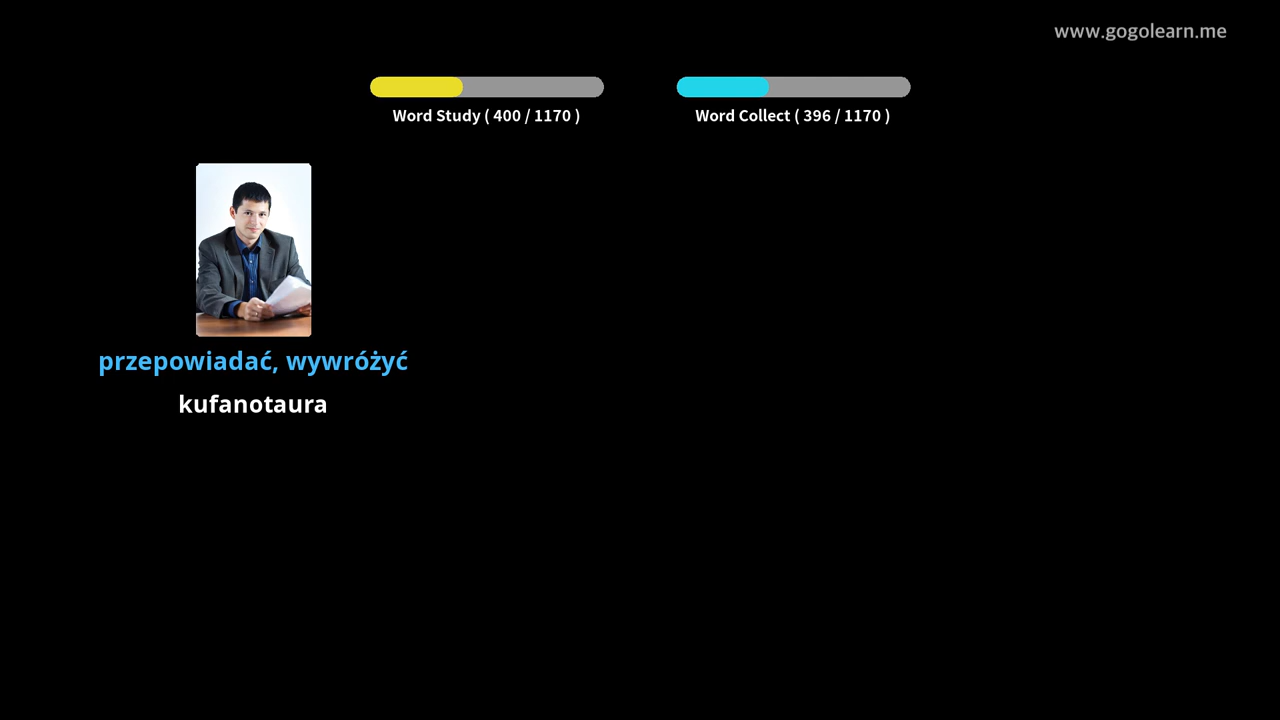 www.gogolearn.me
Word Study ( 400 / 1170 )
Word Collect ( 396 / 1170 )
przepowiadać, wywróżyć
kufanotaura